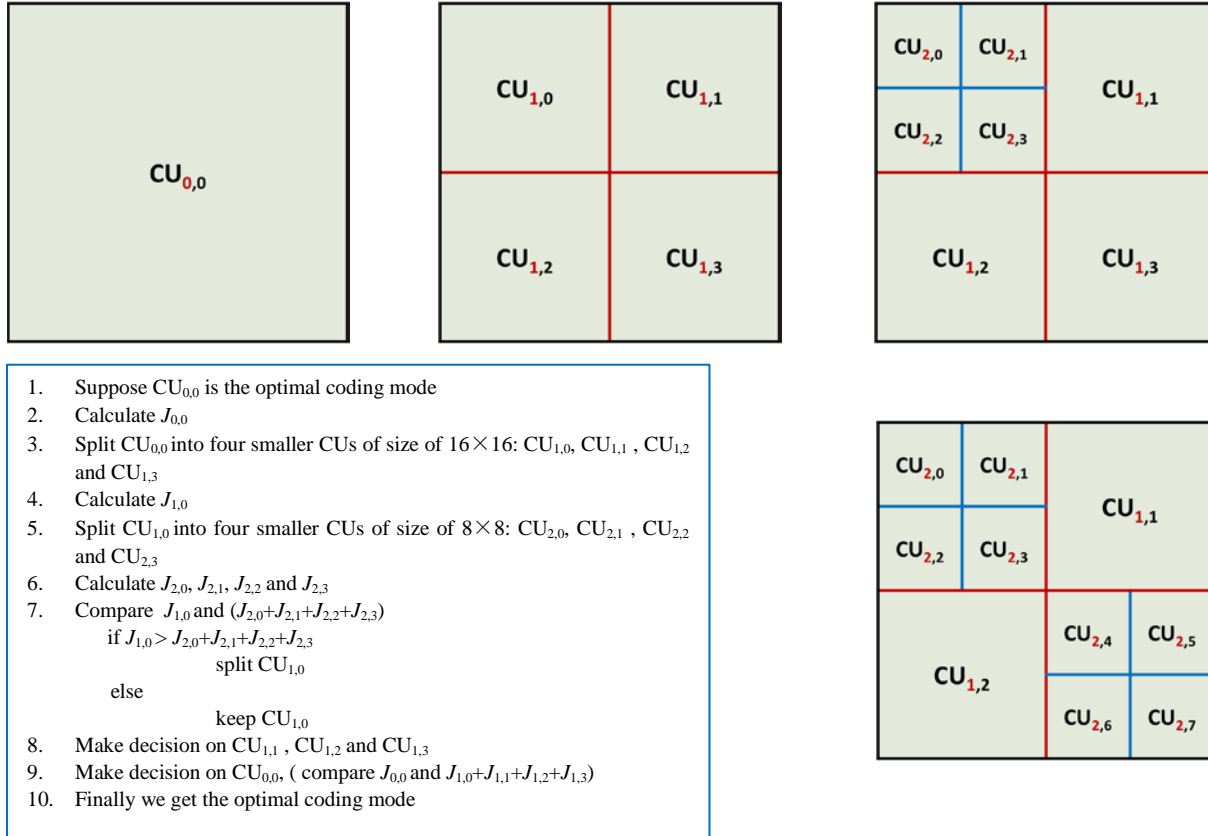 CU0,0
CU1,0 CU1,1
CU1,2 CU1,3
CU2,0 CU2,1
CU1,1
CU2,2 CU2,3
CU1,2 CU1,3
1. Suppose CU0,0 is the optimal coding mode
2. Calculate J0,0
3. Split CU0,0 into four smaller CUs of size of 16×16: CU1,0, CU1,1 , CU1,2
and CU1,3
4. Calculate J1,0
5. Split CU1,0 into four smaller CUs of size of 8×8: CU2,0, CU2,1 , CU2,2
and CU2,3
6. Calculate J2,0, J2,1, J2,2 and J2,3
7. Compare J1,0 and (J2,0+J2,1+J2,2+J2,3)
if J1,0 > J2,0+J2,1+J2,2+J2,3
split CU1,0
else
keep CU1,0
8. Make decision on CU1,1 , CU1,2 and CU1,3
9. Make decision on CU0,0, ( compare J0,0 and J1,0+J1,1+J1,2+J1,3)
10. Finally we get the optimal coding mode
CU2,0 CU2,1
CU1,1
CU2,2 CU2,3
CU2,4 CU2,5
CU1,2
CU2,6 CU2,7